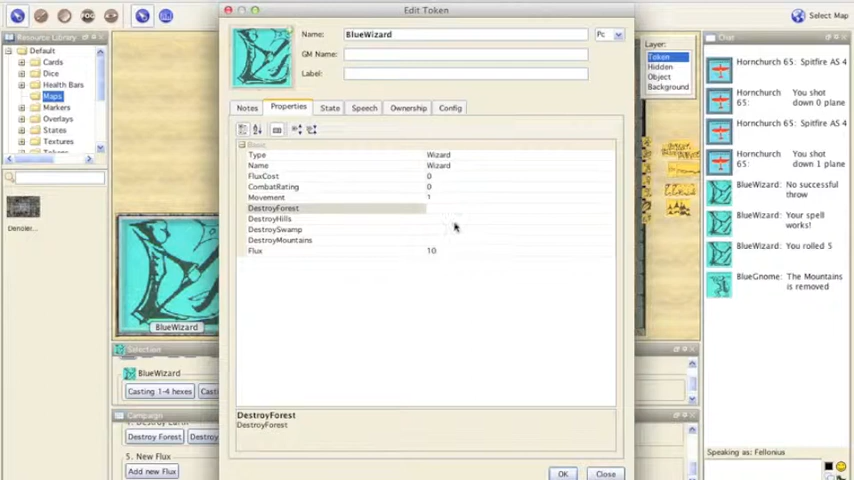 Edit Token
FOG
Select Map
Resource Library
Default
Cards
Dice
Health Bars
Maps
Markers
Overlays
States
Textures
Name:
BlueWizard
Pc
GM Name:
Label:
Notes
Properties
State
Speech
Ownership
Config
Basic
Type
Wizard
Name
Wizard
FluxCost
0
CombatRating
0
Movement
1
DestroyForest
DestroyHills
DestroySwamp
DestroyMountains
Flux
10
DestroyForest
DestroyForest
OK
Close
Layer:
Token
Hidden
Object
Background
Chat
Hornchurch 65: Spitfire AS 4
Hornchurch 65: You shot down 0 plane
Hornchurch 65: Spitfire AS 4
Hornchurch 65: You shot down 1 plane
BlueWizard: No successful throw
BlueWizard: Your spell works!
BlueWizard: You rolled 5
BlueGnome: The Mountains is removed
Speaking as: Fellonius
BlueWizard
Selection
BlueWizard
Casting 1-4 hexes
Campaign
Destroy Forest
5. New Flux
Add new Flux